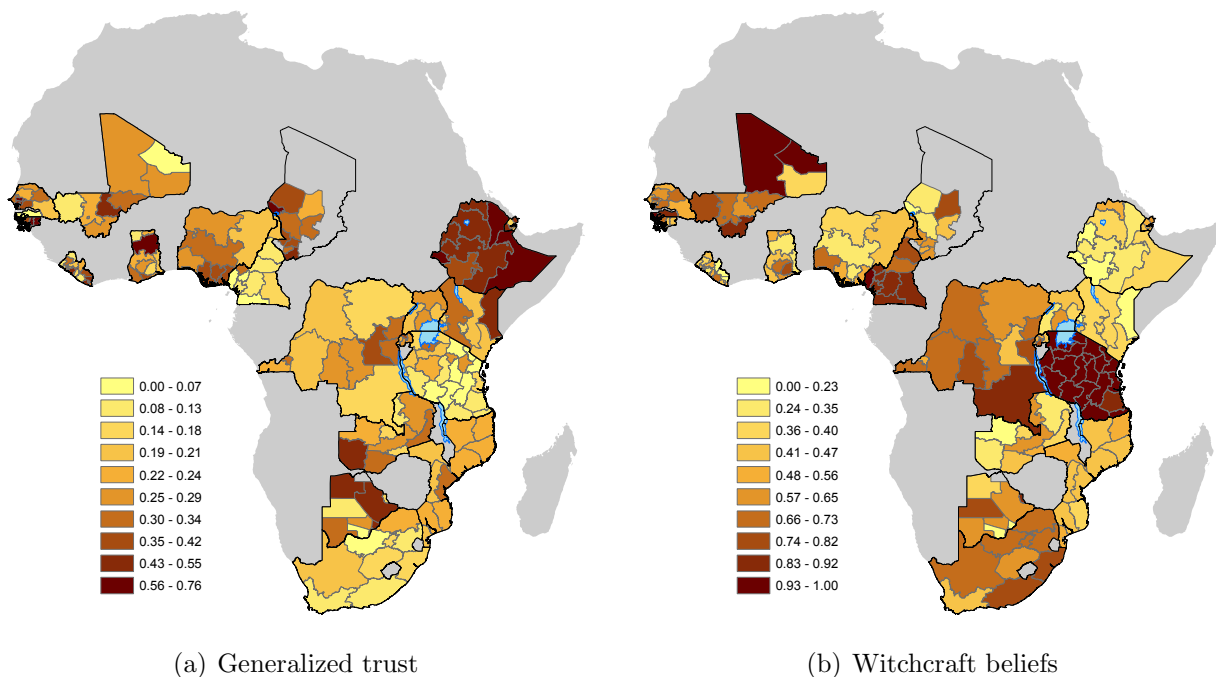 0.00 - 0.07
0.08 - 0.13
0.14 - 0.18
0.19 - 0.21
0.22 - 0.24
0.25 - 0.29
0.30 - 0.34
0.35 - 0.42
0.43 - 0.55
0.56 - 0.76
(a) Generalized trust
0.00 - 0.23
0.24 - 0.35
0.36 - 0.40
0.41 - 0.47
0.48 - 0.56
0.57 - 0.65
0.66 - 0.73
0.74 - 0.82
0.83 - 0.92
0.93 - 1.00
(b) Witchcraft beliefs